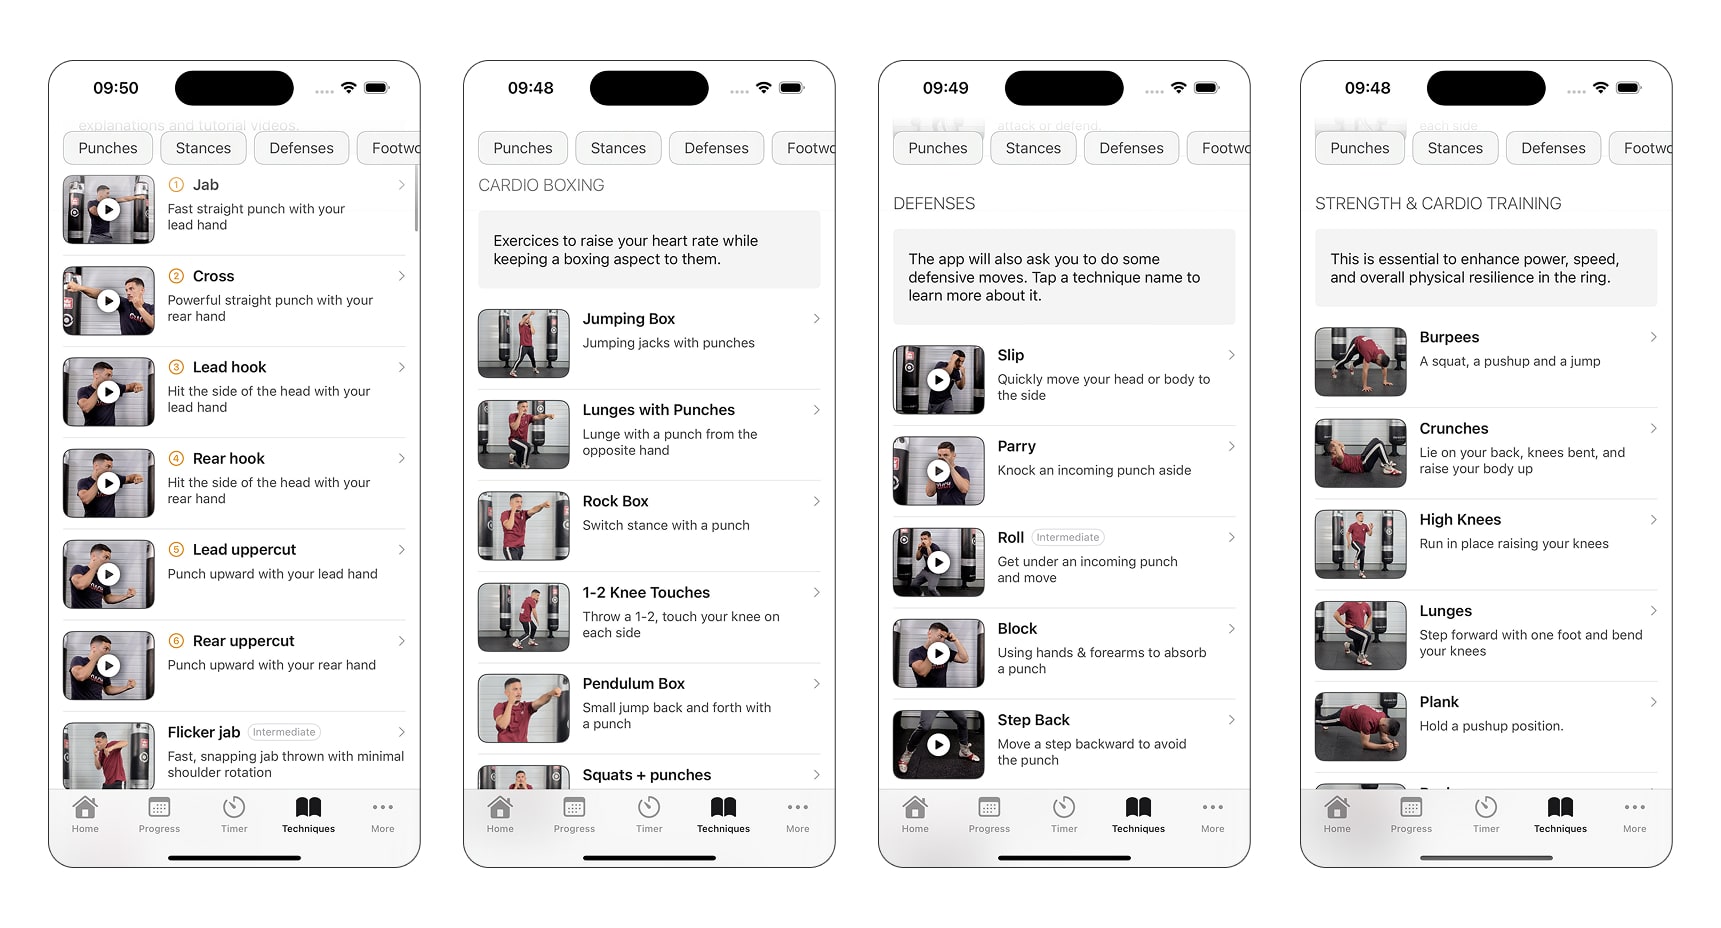 09:50
explanations and tutorial videos.
Punches
Stances
Defenses
Footwo
1 Jab
Fast straight punch with your
lead hand
2 Cross
Powerful straight punch with your
rear hand
3 Lead hook
Hit the side of the head with your
lead hand
4 Rear hook
Hit the side of the head with your
rear hand
5 Lead uppercut
Punch upward with your lead hand
6 Rear uppercut
Punch upward with your rear hand
Flicker jab Intermediate
Fast, snapping jab thrown with minimal
shoulder rotation
Home
Progress
Timer
Techniques
More
09:48
Punches
Stances
Defenses
Footwo
CARDIO BOXING
Exercices to raise your heart rate while
keeping a boxing aspect to them.
Jumping Box
Jumping jacks with punches
Lunges with Punches
Lunge with a punch from the
opposite hand
Rock Box
Switch stance with a punch
1-2 Knee Touches
Throw a 1-2, touch your knee on
each side
Pendulum Box
Small jump back and forth with
a punch
Squats + punches
Home
Progress
Timer
Techniques
More
09:49
attack or defend.
Punches
Stances
Defenses
Footwo
DEFENSES
The app will also ask you to do some
defensive moves. Tap a technique name to
learn more about it.
Slip
Quickly move your head or body to
the side
Parry
Knock an incoming punch aside
Roll Intermediate
Get under an incoming punch
and move
Block
Using hands & forearms to absorb
a punch
Step Back
Move a step backward to avoid
the punch
Home
Progress
Timer
Techniques
More
09:48
each side
Punches
Stances
Defenses
Footwo
STRENGTH & CARDIO TRAINING
This is essential to enhance power, speed,
and overall physical resilience in the ring.
Burpees
A squat, a pushup and a jump
Crunches
Lie on your back, knees bent, and
raise your body up
High Knees
Run in place raising your knees
Lunges
Step forward with one foot and bend
your knees
Plank
Hold a pushup position.
Home
Progress
Timer
Techniques
More